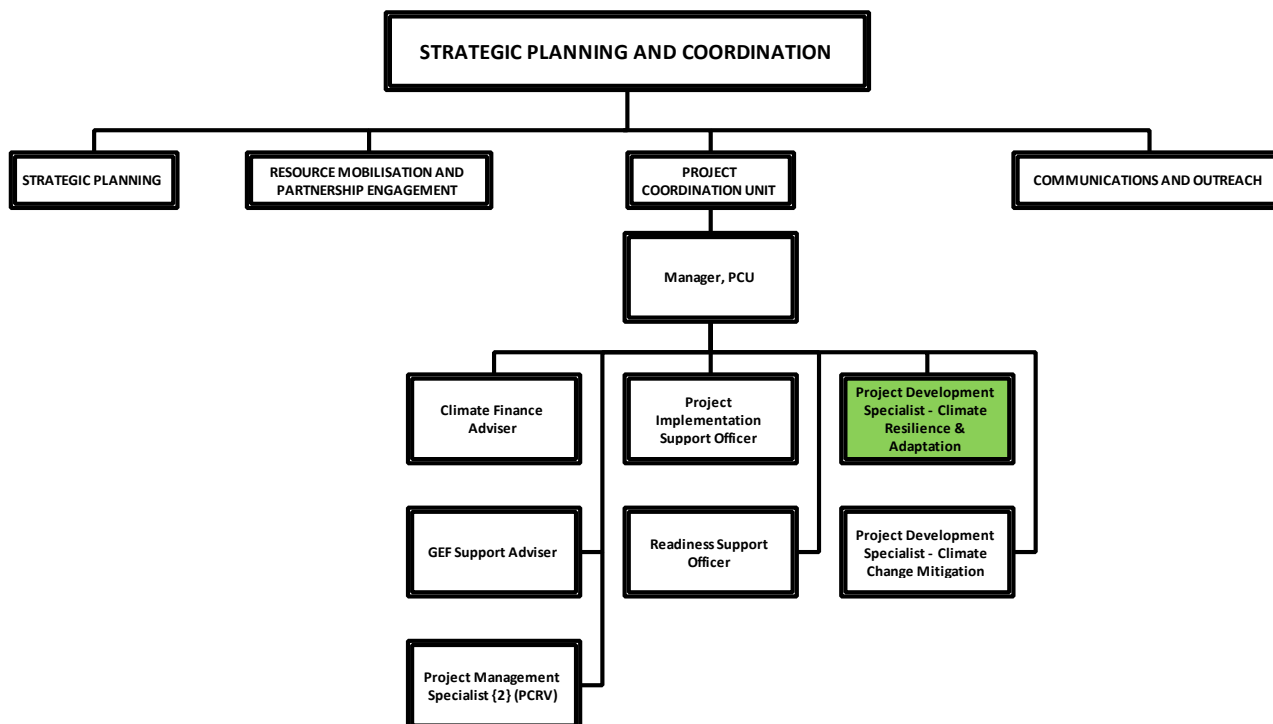 STRATEGIC PLANNING AND COORDINATION
STRATEGIC PLANNING
RESOURCE MOBILISATION AND
PARTNERSHIP ENGAGEMENT
PROJECT
COORDINATION UNIT
COMMUNICATIONS AND OUTREACH
Manager, PCU
Climate Finance
Adviser
Project
Implementation
Support Officer
Project Development
Specialist - Climate
Resilience &
Adaptation
GEF Support Adviser
Readiness Support
Officer
Project Development
Specialist - Climate
Change Mitigation
Project Management
Specialist {2} (PCRV)